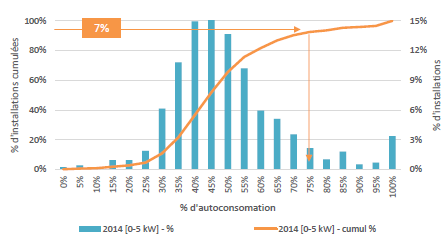 100%
80%
60%
40%
20%
0%
% d'installations cumulées
7%
15%
12%
9%
6%
3%
0%
% d'installations
0% 5% 10% 15% 20% 25% 30% 35% 40% 45% 50% 55% 60% 65% 70% 75% 80% 85% 90% 95% 100%
% d'autoconsomation
2014 [0-5 kW] - % 2014 [0-5 kW] - cumul %